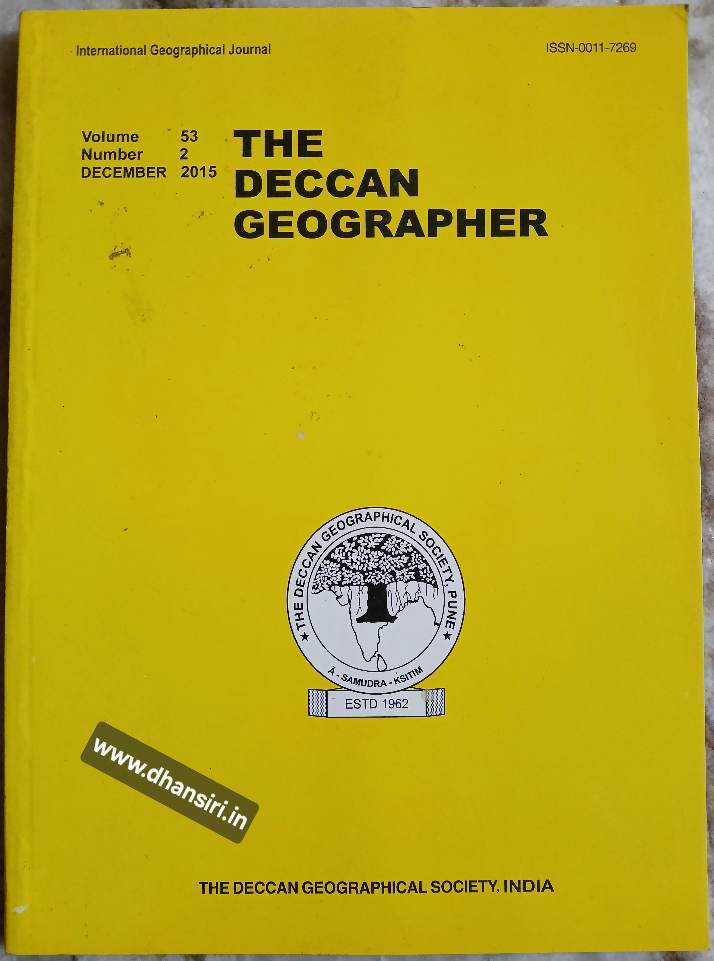 International Geographical Journal
ISSN-0011-7269
Volume 53
Number 2
DECEMBER 2015
THE
DECCAN
GEOGRAPHER
★ THE DECCAN GEOGRAPHICAL SOCIETY, PUNE ★
Ā - SAMUDRA - KSITIM
ESTD 1962
www.dhansiri.in
THE DECCAN GEOGRAPHICAL SOCIETY, INDIA